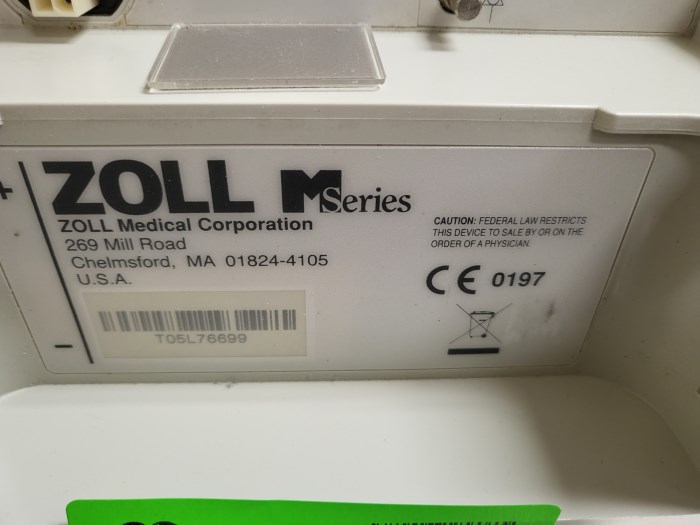 ZOLL M Series
ZOLL Medical Corporation
269 Mill Road
Chelmsford, MA 01824-4105
U.S.A.
T05L76699
CAUTION: FEDERAL LAW RESTRICTS
THIS DEVICE TO SALE BY OR ON THE
ORDER OF A PHYSICIAN.
CE 0197
+
–